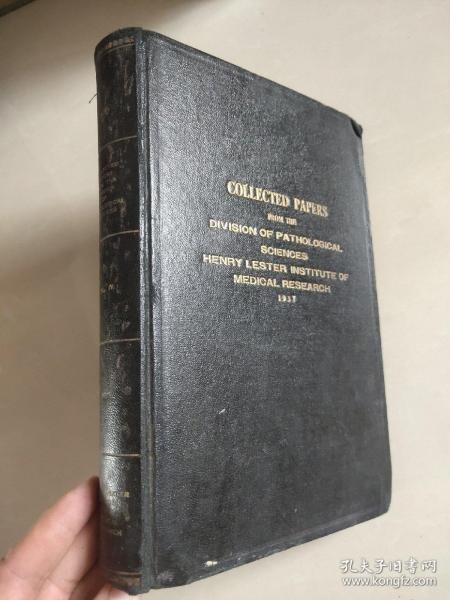 COLLECTED PAPERS
FROM THE
DIVISION OF PATHOLOGICAL
SCIENCES
HENRY LESTER INSTITUTE OF
MEDICAL RESEARCH
1937
孔夫子旧书网
www.kongfz.com